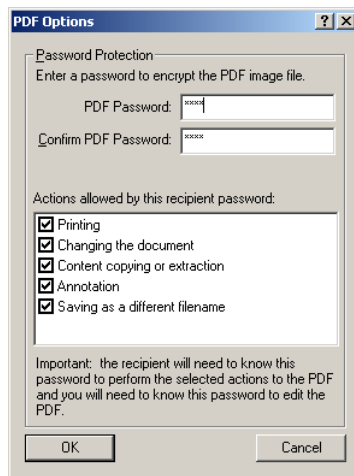 PDF Options
Password Protection
Enter a password to encrypt the PDF image file.
PDF Password: xxxx
Confirm PDF Password: xxxx
Actions allowed by this recipient password:
Printing
Changing the document
Content copying or extraction
Annotation
Saving as a different filename
Important: the recipient will need to know this
password to perform the selected actions to the PDF
and you will need to know this password to edit the
PDF.
OK Cancel